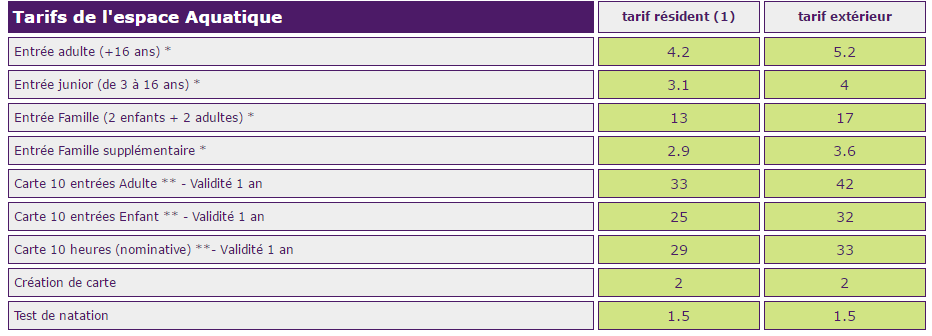 Tarifs de l'espace Aquatique tarif résident (1) tarif extérieur
Entrée adulte (+16 ans) * 4.2 5.2
Entrée junior (de 3 à 16 ans) * 3.1 4
Entrée Famille (2 enfants + 2 adultes) * 13 17
Entrée Famille supplémentaire * 2.9 3.6
Carte 10 entrées Adulte ** - Validité 1 an 33 42
Carte 10 entrées Enfant ** - Validité 1 an 25 32
Carte 10 heures (nominative) **- Validité 1 an 29 33
Création de carte 2 2
Test de natation 1.5 1.5